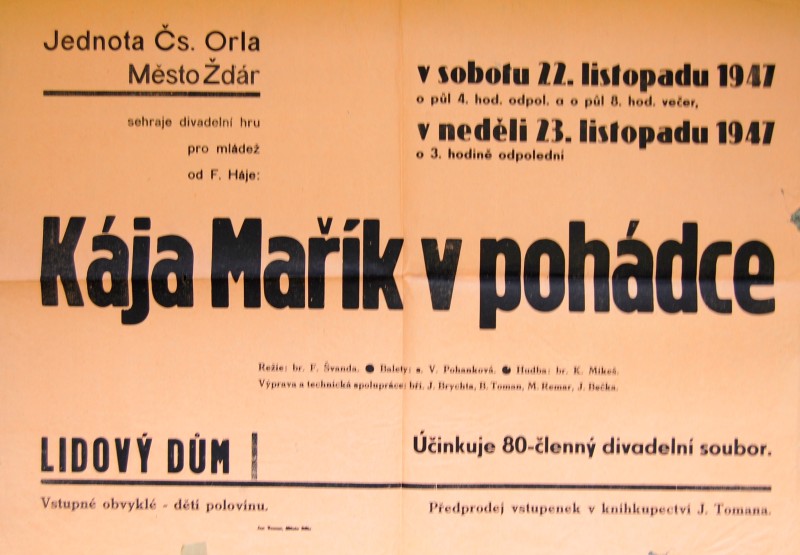 Jednota Čs. Orla
Město Žďár
sehraje divadelní hru
pro mládež
od F. Háje:
v sobotu 22. listopadu 1947
o půl 4. hod. odpol. a o půl 8. hod. večer,
v neděli 23. listopadu 1947
o 3. hodině odpolední
Kája Mařík v pohádce
Režie: br. F. Švanda. ● Balety: s. V. Pohanková. ● Hudba: br. K. Mikeš.
Výprava a technická spolupráce: bří. J. Brychta, B. Toman, M. Remar, J. Bečka.
LIDOVÝ DŮM
Účinkuje 80-členný divadelní soubor.
Vstupné obvyklé - děti polovinu.
Předprodej vstupenek v knihkupectví J. Tomana.